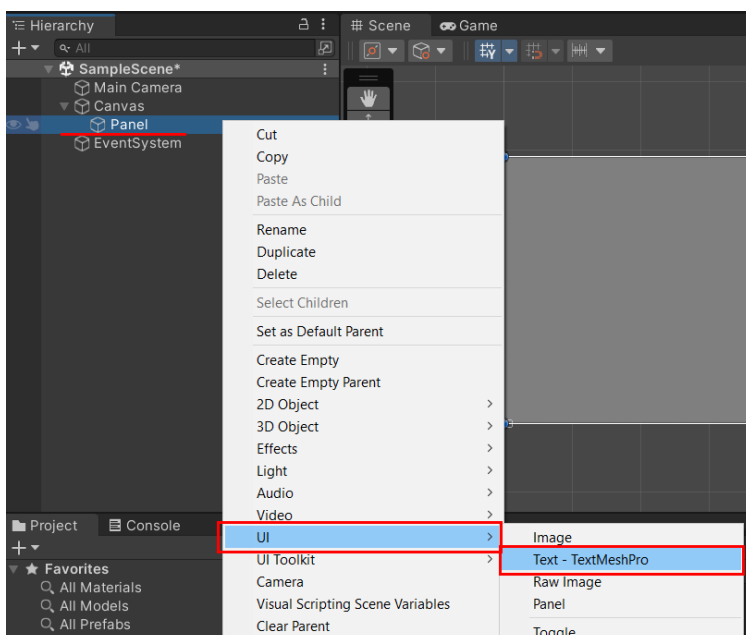 Hierarchy
All
SampleScene*
Main Camera
Canvas
Panel
EventSystem
Scene
Game
Cut
Copy
Paste
Paste As Child
Rename
Duplicate
Delete
Select Children
Set as Default Parent
Create Empty
Create Empty Parent
2D Object
3D Object
Effects
Light
Audio
Video
UI
UI Toolkit
Camera
Visual Scripting Scene Variables
Clear Parent
Image
Text - TextMeshPro
Raw Image
Panel
Toggle
Project
Console
Favorites
All Materials
All Models
All Prefabs